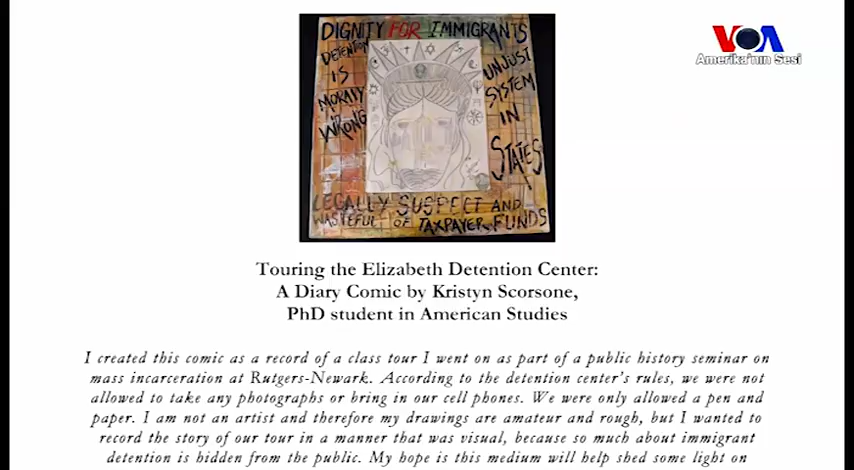 DIGNITY FOR IMMIGRANTS
DETENTION
IS
MORALLY
WRONG
UNJUST
SYSTEM
IN
STATES
LEGALLY SUSPECT AND
WASTEFUL OF TAXPAYER FUNDS
VOA
Amerika'nın Sesi
Touring the Elizabeth Detention Center:
A Diary Comic by Kristyn Scorsone,
PhD student in American Studies
I created this comic as a record of a class tour I went on as part of a public history seminar on
mass incarceration at Rutgers-Newark. According to the detention center's rules, we were not
allowed to take any photographs or bring in our cell phones. We were only allowed a pen and
paper. I am not an artist and therefore my drawings are amateur and rough, but I wanted to
record the story of our tour in a manner that was visual, because so much about immigrant
detention is hidden from the public. My hope is this medium will help shed some light on